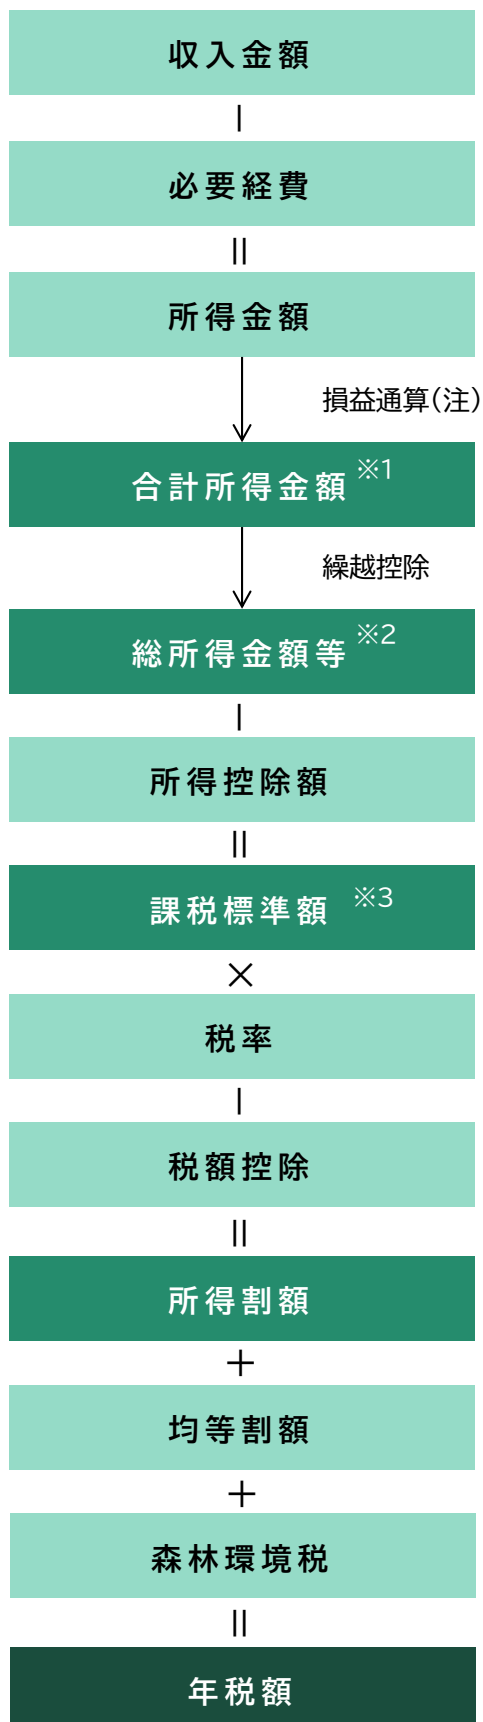 収入金額
−
必要経費
＝
所得金額
損益通算(注)
合計所得金額 ※1
繰越控除
総所得金額等 ※2
−
所得控除額
＝
課税標準額 ※3
×
税率
−
税額控除
＝
所得割額
＋
均等割額
＋
森林環境税
＝
年税額